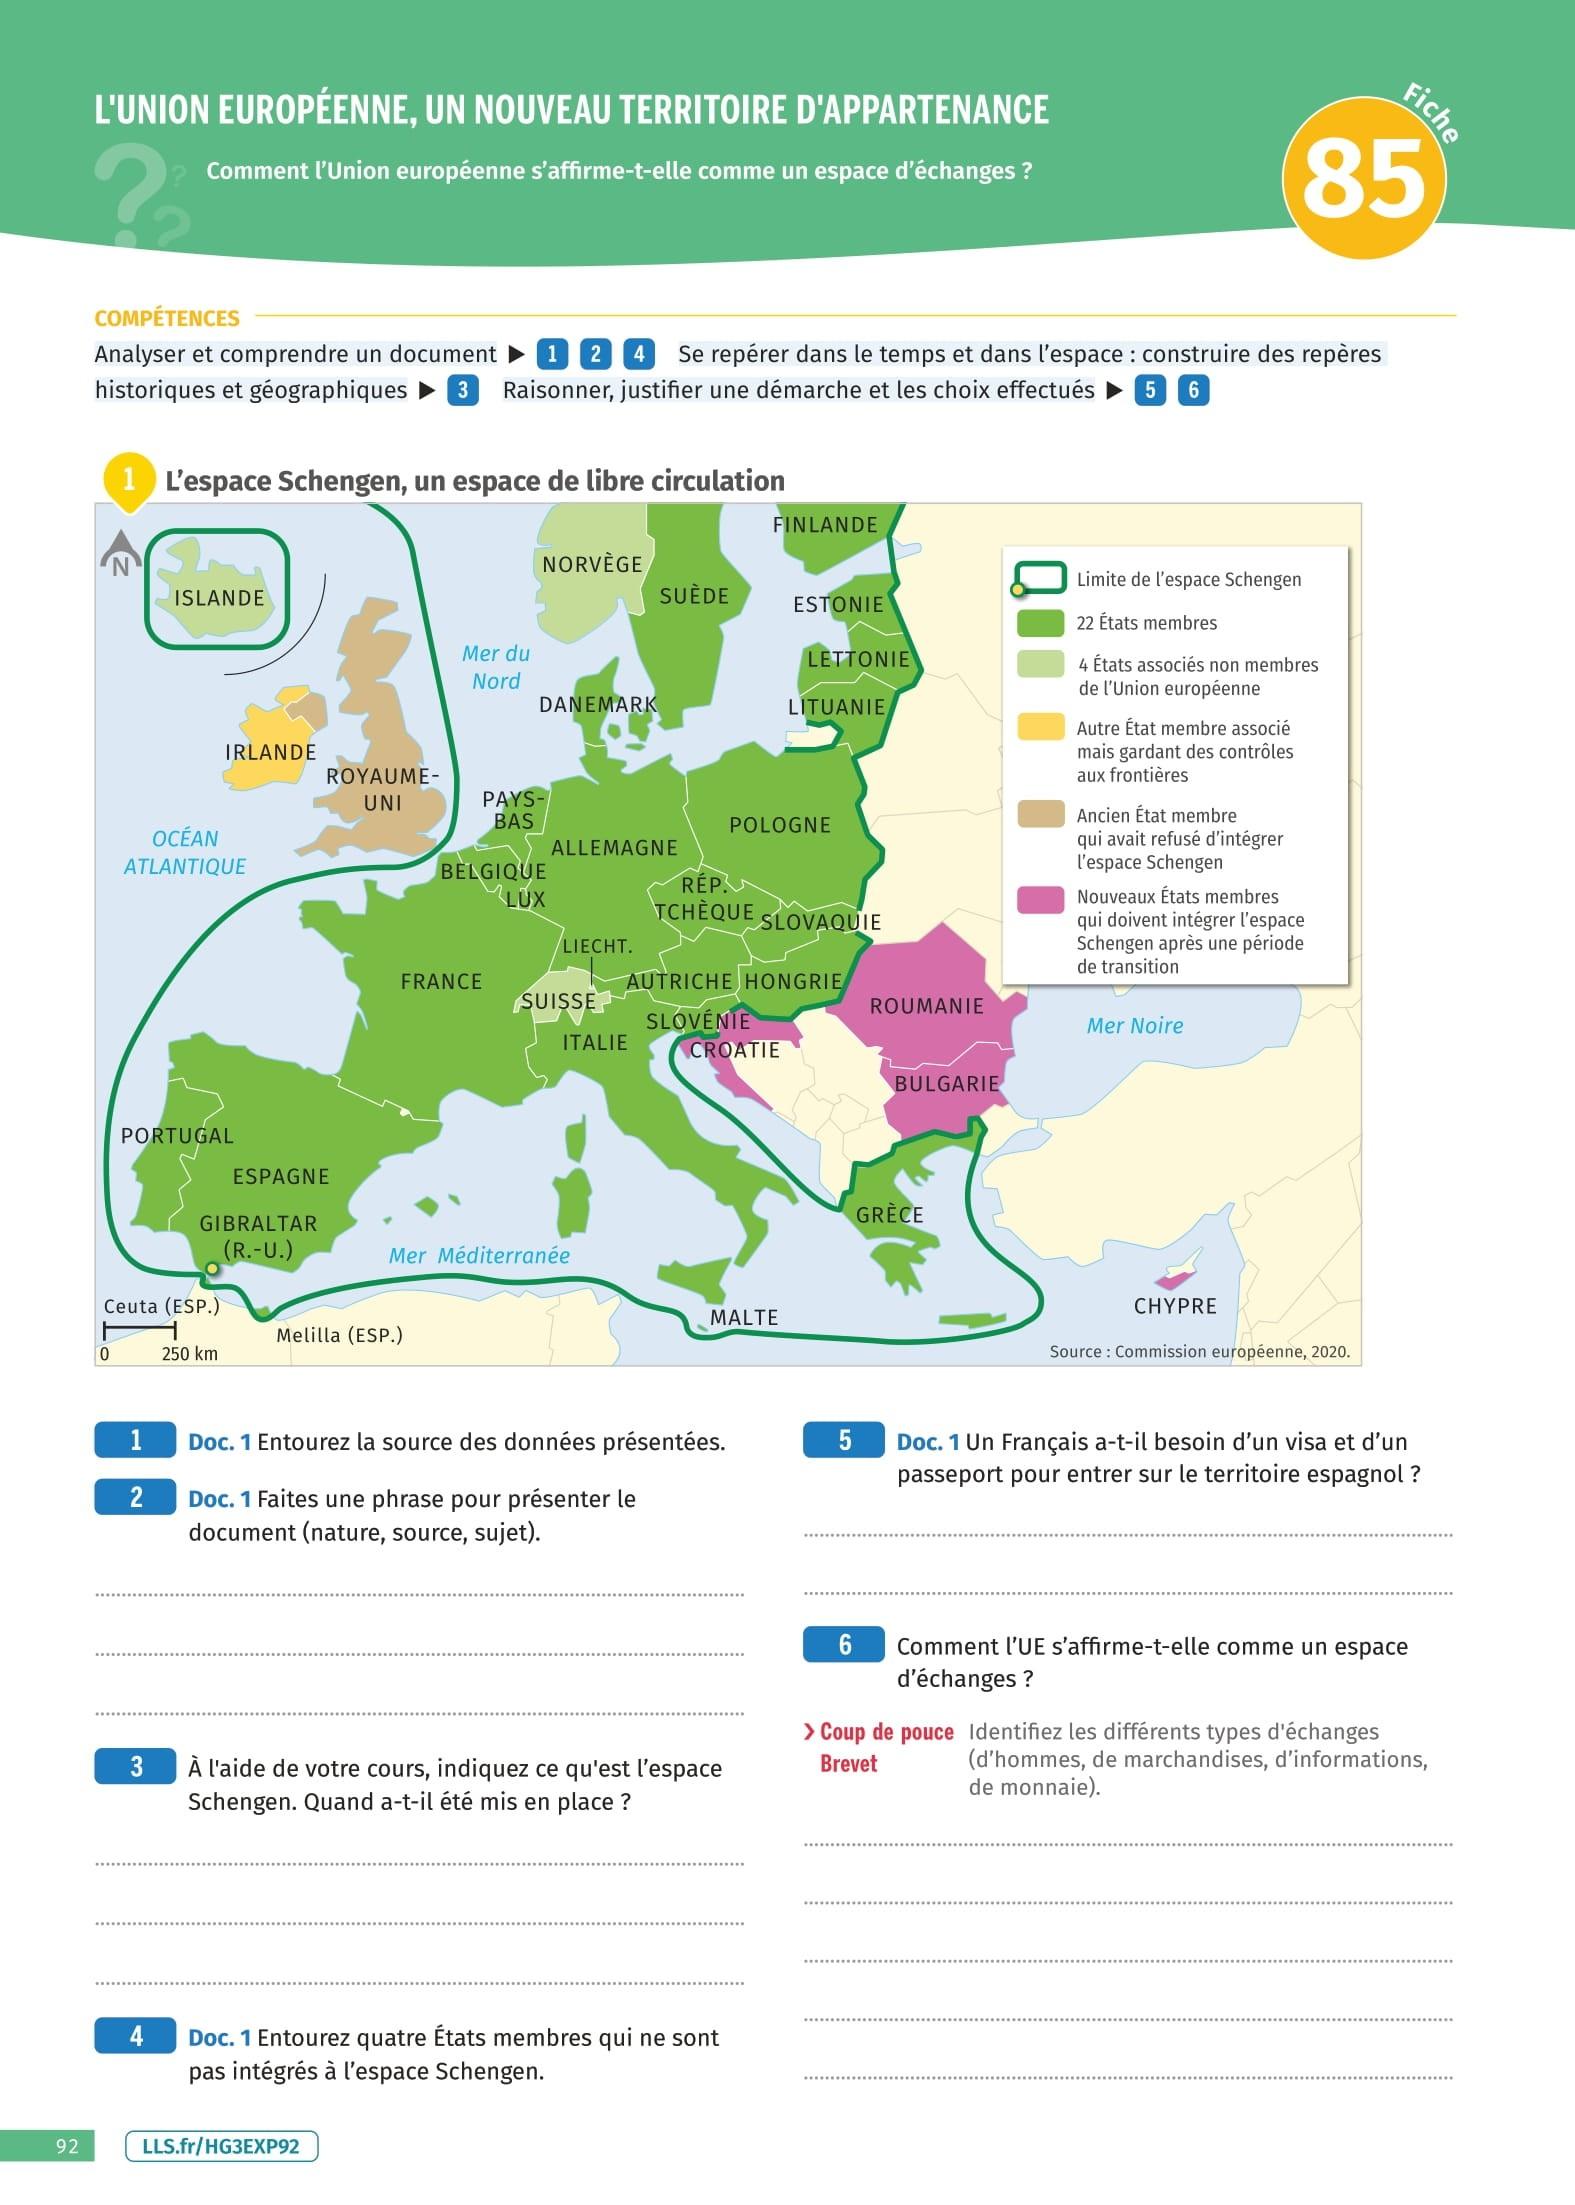 L'UNION EUROPÉENNE, UN NOUVEAU TERRITOIRE D'APPARTENANCE
Comment l'Union européenne s'affirme-t-elle comme un espace d'échanges ?
Fiche
85
COMPÉTENCES
Analyser et comprendre un document ▶ 1 2 4 Se repérer dans le temps et dans l'espace : construire des repères
historiques et géographiques ▶ 3 Raisonner, justifier une démarche et les choix effectués ▶ 5 6
1 L'espace Schengen, un espace de libre circulation
N
ISLANDE
NORVÈGE
SUÈDE
FINLANDE
ESTONIE
LETTONIE
LITUANIE
Mer du
Nord
DANEMARK
IRLANDE
ROYAUME-
UNI
OCÉAN
ATLANTIQUE
PAYS-
BAS
ALLEMAGNE
POLOGNE
BELGIQUE
LUX
RÉP.
TCHÈQUE
SLOVAQUIE
LIECHT.
FRANCE
SUISSE
AUTRICHE
HONGRIE
SLOVÉNIE
CROATIE
ITALIE
ROUMANIE
BULGARIE
Mer Noire
PORTUGAL
ESPAGNE
GIBRALTAR
(R.-U.)
Mer Méditerranée
GRÈCE
MALTE
CHYPRE
Ceuta (ESP.)
Melilla (ESP.)
0 250 km
Limite de l'espace Schengen
22 États membres
4 États associés non membres
de l'Union européenne
Autre État membre associé
mais gardant des contrôles
aux frontières
Ancien État membre
qui avait refusé d'intégrer
l'espace Schengen
Nouveaux États membres
qui doivent intégrer l'espace
Schengen après une période
de transition
Source : Commission européenne, 2020.
1 Doc. 1 Entourez la source des données présentées.
2 Doc. 1 Faites une phrase pour présenter le
document (nature, source, sujet).
3 À l'aide de votre cours, indiquez ce qu'est l'espace
Schengen. Quand a-t-il été mis en place ?
4 Doc. 1 Entourez quatre États membres qui ne sont
pas intégrés à l'espace Schengen.
5 Doc. 1 Un Français a-t-il besoin d'un visa et d'un
passeport pour entrer sur le territoire espagnol ?
6 Comment l'UE s'affirme-t-elle comme un espace
d'échanges ?
❯ Coup de pouce Identifiez les différents types d'échanges
Brevet (d'hommes, de marchandises, d'informations,
de monnaie).
92
LLS.fr/HG3EXP92